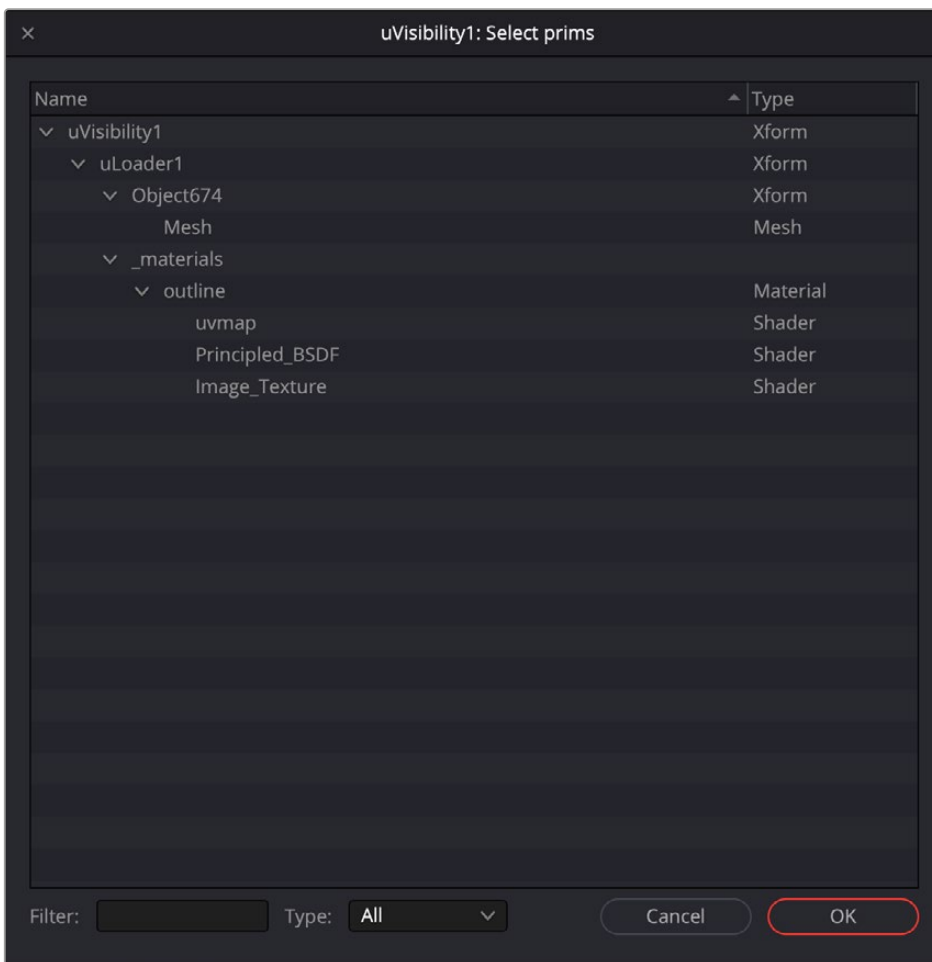 uVisibility1: Select prims
Name Type
uVisibility1 Xform
uLoader1 Xform
Object674 Xform
Mesh Mesh
_materials
outline Material
uvmap Shader
Principled_BSDF Shader
Image_Texture Shader
Filter: Type: All Cancel OK